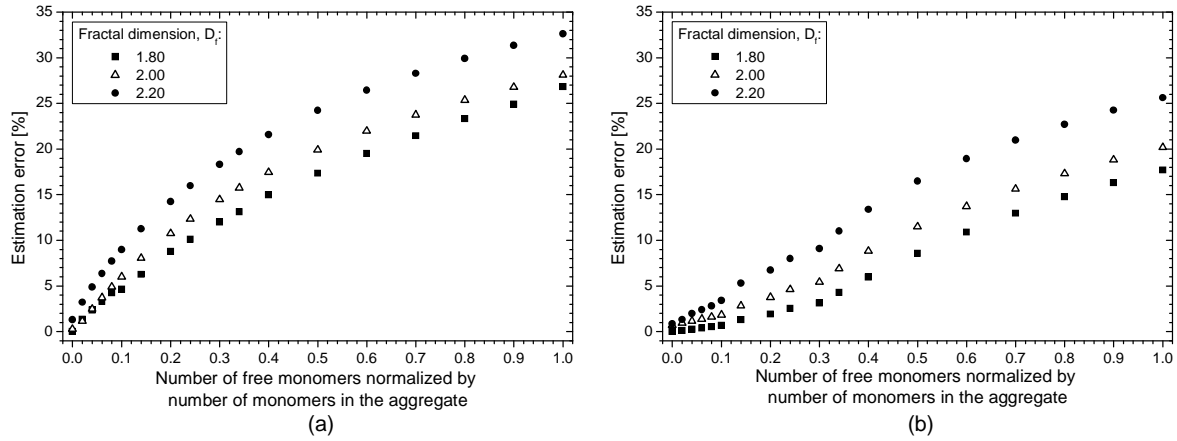 Fractal dimension, Df:
1.80
2.00
2.20
Estimation error [%]
35
30
25
20
15
10
5
0
0.0 0.1 0.2 0.3 0.4 0.5 0.6 0.7 0.8 0.9 1.0
Number of free monomers normalized by
number of monomers in the aggregate
(a)
Fractal dimension, Df:
1.80
2.00
2.20
Estimation error [%]
35
30
25
20
15
10
5
0
0.0 0.1 0.2 0.3 0.4 0.5 0.6 0.7 0.8 0.9 1.0
Number of free monomers normalized by
number of monomers in the aggregate
(b)